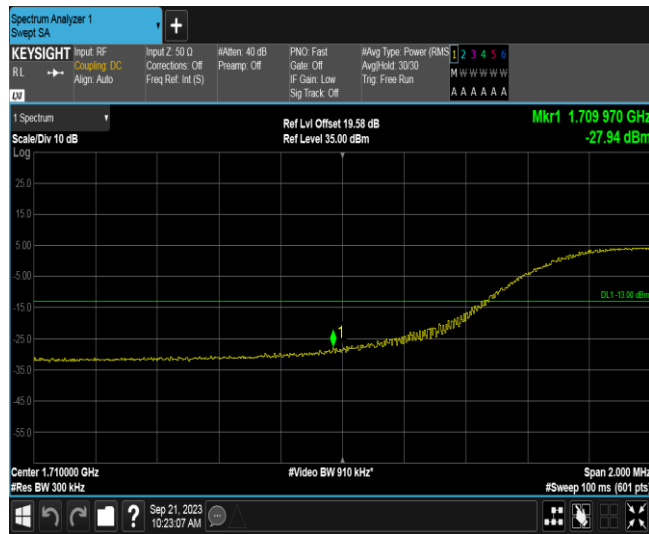 Spectrum Analyzer 1
Swept SA
KEYSIGHT
RL
LXI
Input: RF
Coupling: DC
Align: Auto
Input Z: 50 Ω
Corrections: Off
Freq Ref: Int (S)
#Atten: 40 dB
Preamp: Off
PNO: Fast
Gate: Off
IF Gain: Low
Sig Track: Off
#Avg Type: Power (RMS
Avg|Hold: 30/30
Trig: Free Run
1 2 3 4 5 6
M W W W W W
A A A A A A
1 Spectrum
Scale/Div 10 dB
Log
Ref Lvl Offset 19.58 dB
Ref Level 35.00 dBm
Mkr1 1.709 970 GHz
-27.94 dBm
25.0
15.0
5.00
-5.00
DL1 -13.00 dBm
-15.0
1
-25.0
-35.0
-45.0
-55.0
Center 1.710000 GHz
#Res BW 300 kHz
#Video BW 910 kHz*
Span 2.000 MHz
#Sweep 100 ms (601 pts
?
Sep 21, 2023
10:23:07 AM